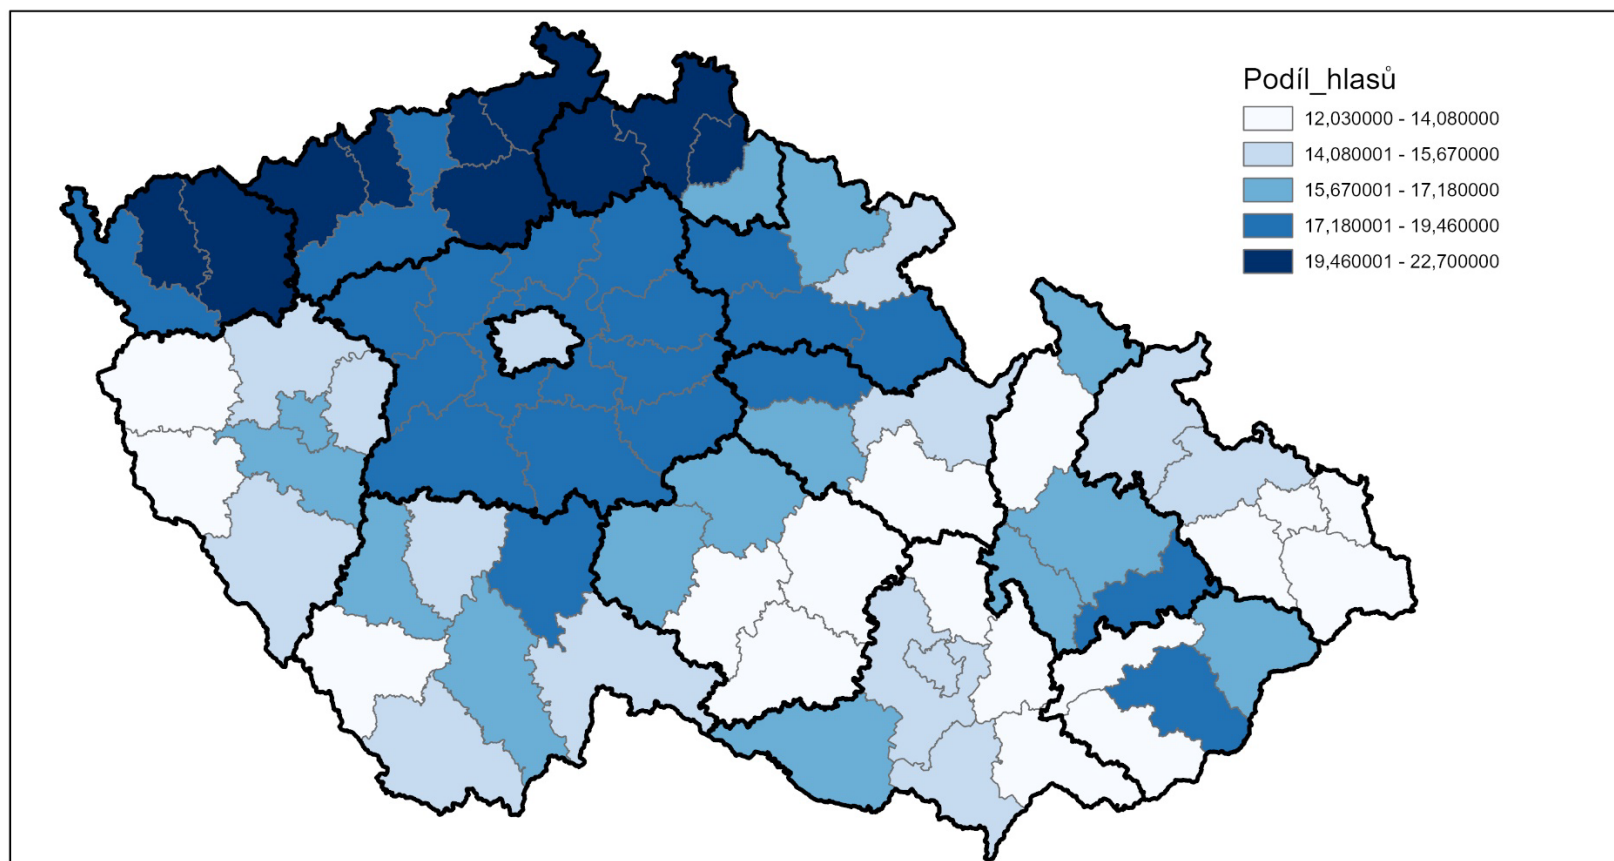 Podíl_hlasů
12,030000 - 14,080000
14,080001 - 15,670000
15,670001 - 17,180000
17,180001 - 19,460000
19,460001 - 22,700000